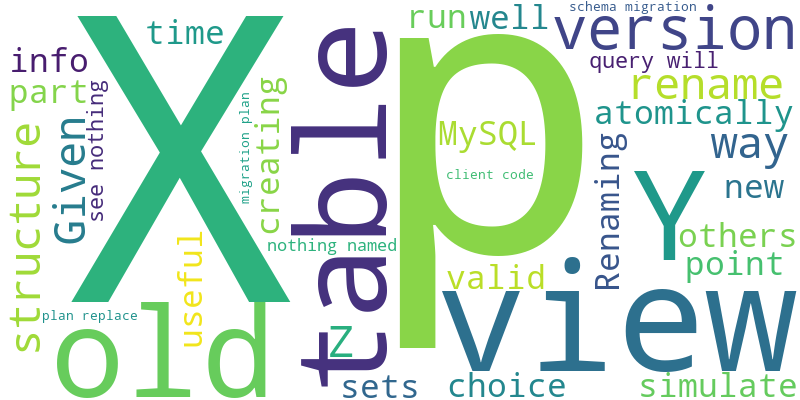 schema migration
run
well
version
time
info
query will
X
table
p
part
see nothing
migration plan
creating
rename
atomically
MySQL
way
structure
Given
client code
Renaming
Y
new
nothing named
others
useful
valid
point
plan replace
old
Z
view
sets
choice
simulate